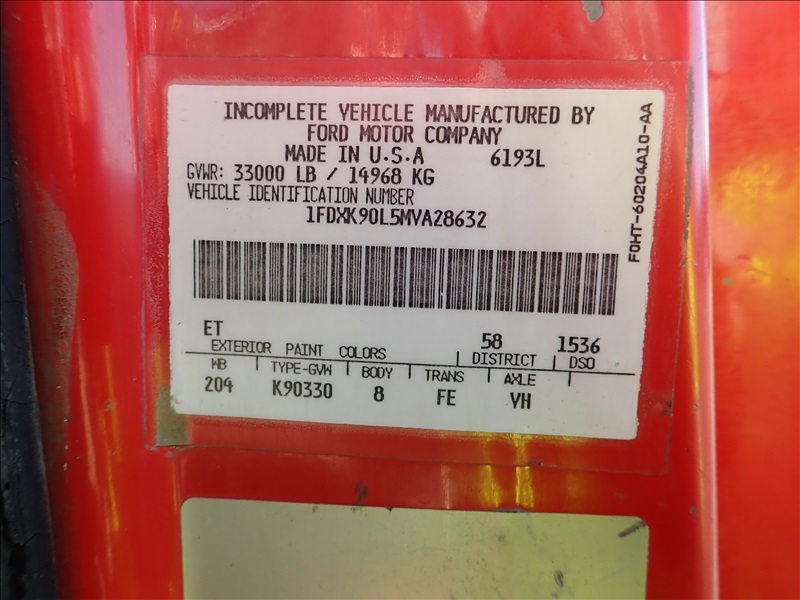 INCOMPLETE VEHICLE MANUFACTURED BY
FORD MOTOR COMPANY
MADE IN U.S.A 6193L
GVWR: 33000 LB / 14968 KG
VEHICLE IDENTIFICATION NUMBER
1FDXK90L5MVA28632
F0HT-60204A10-AA
ET 58 1536
EXTERIOR PAINT COLORS DISTRICT DSO
WB TYPE-GVW BODY TRANS AXLE
204 K90330 8 FE VH